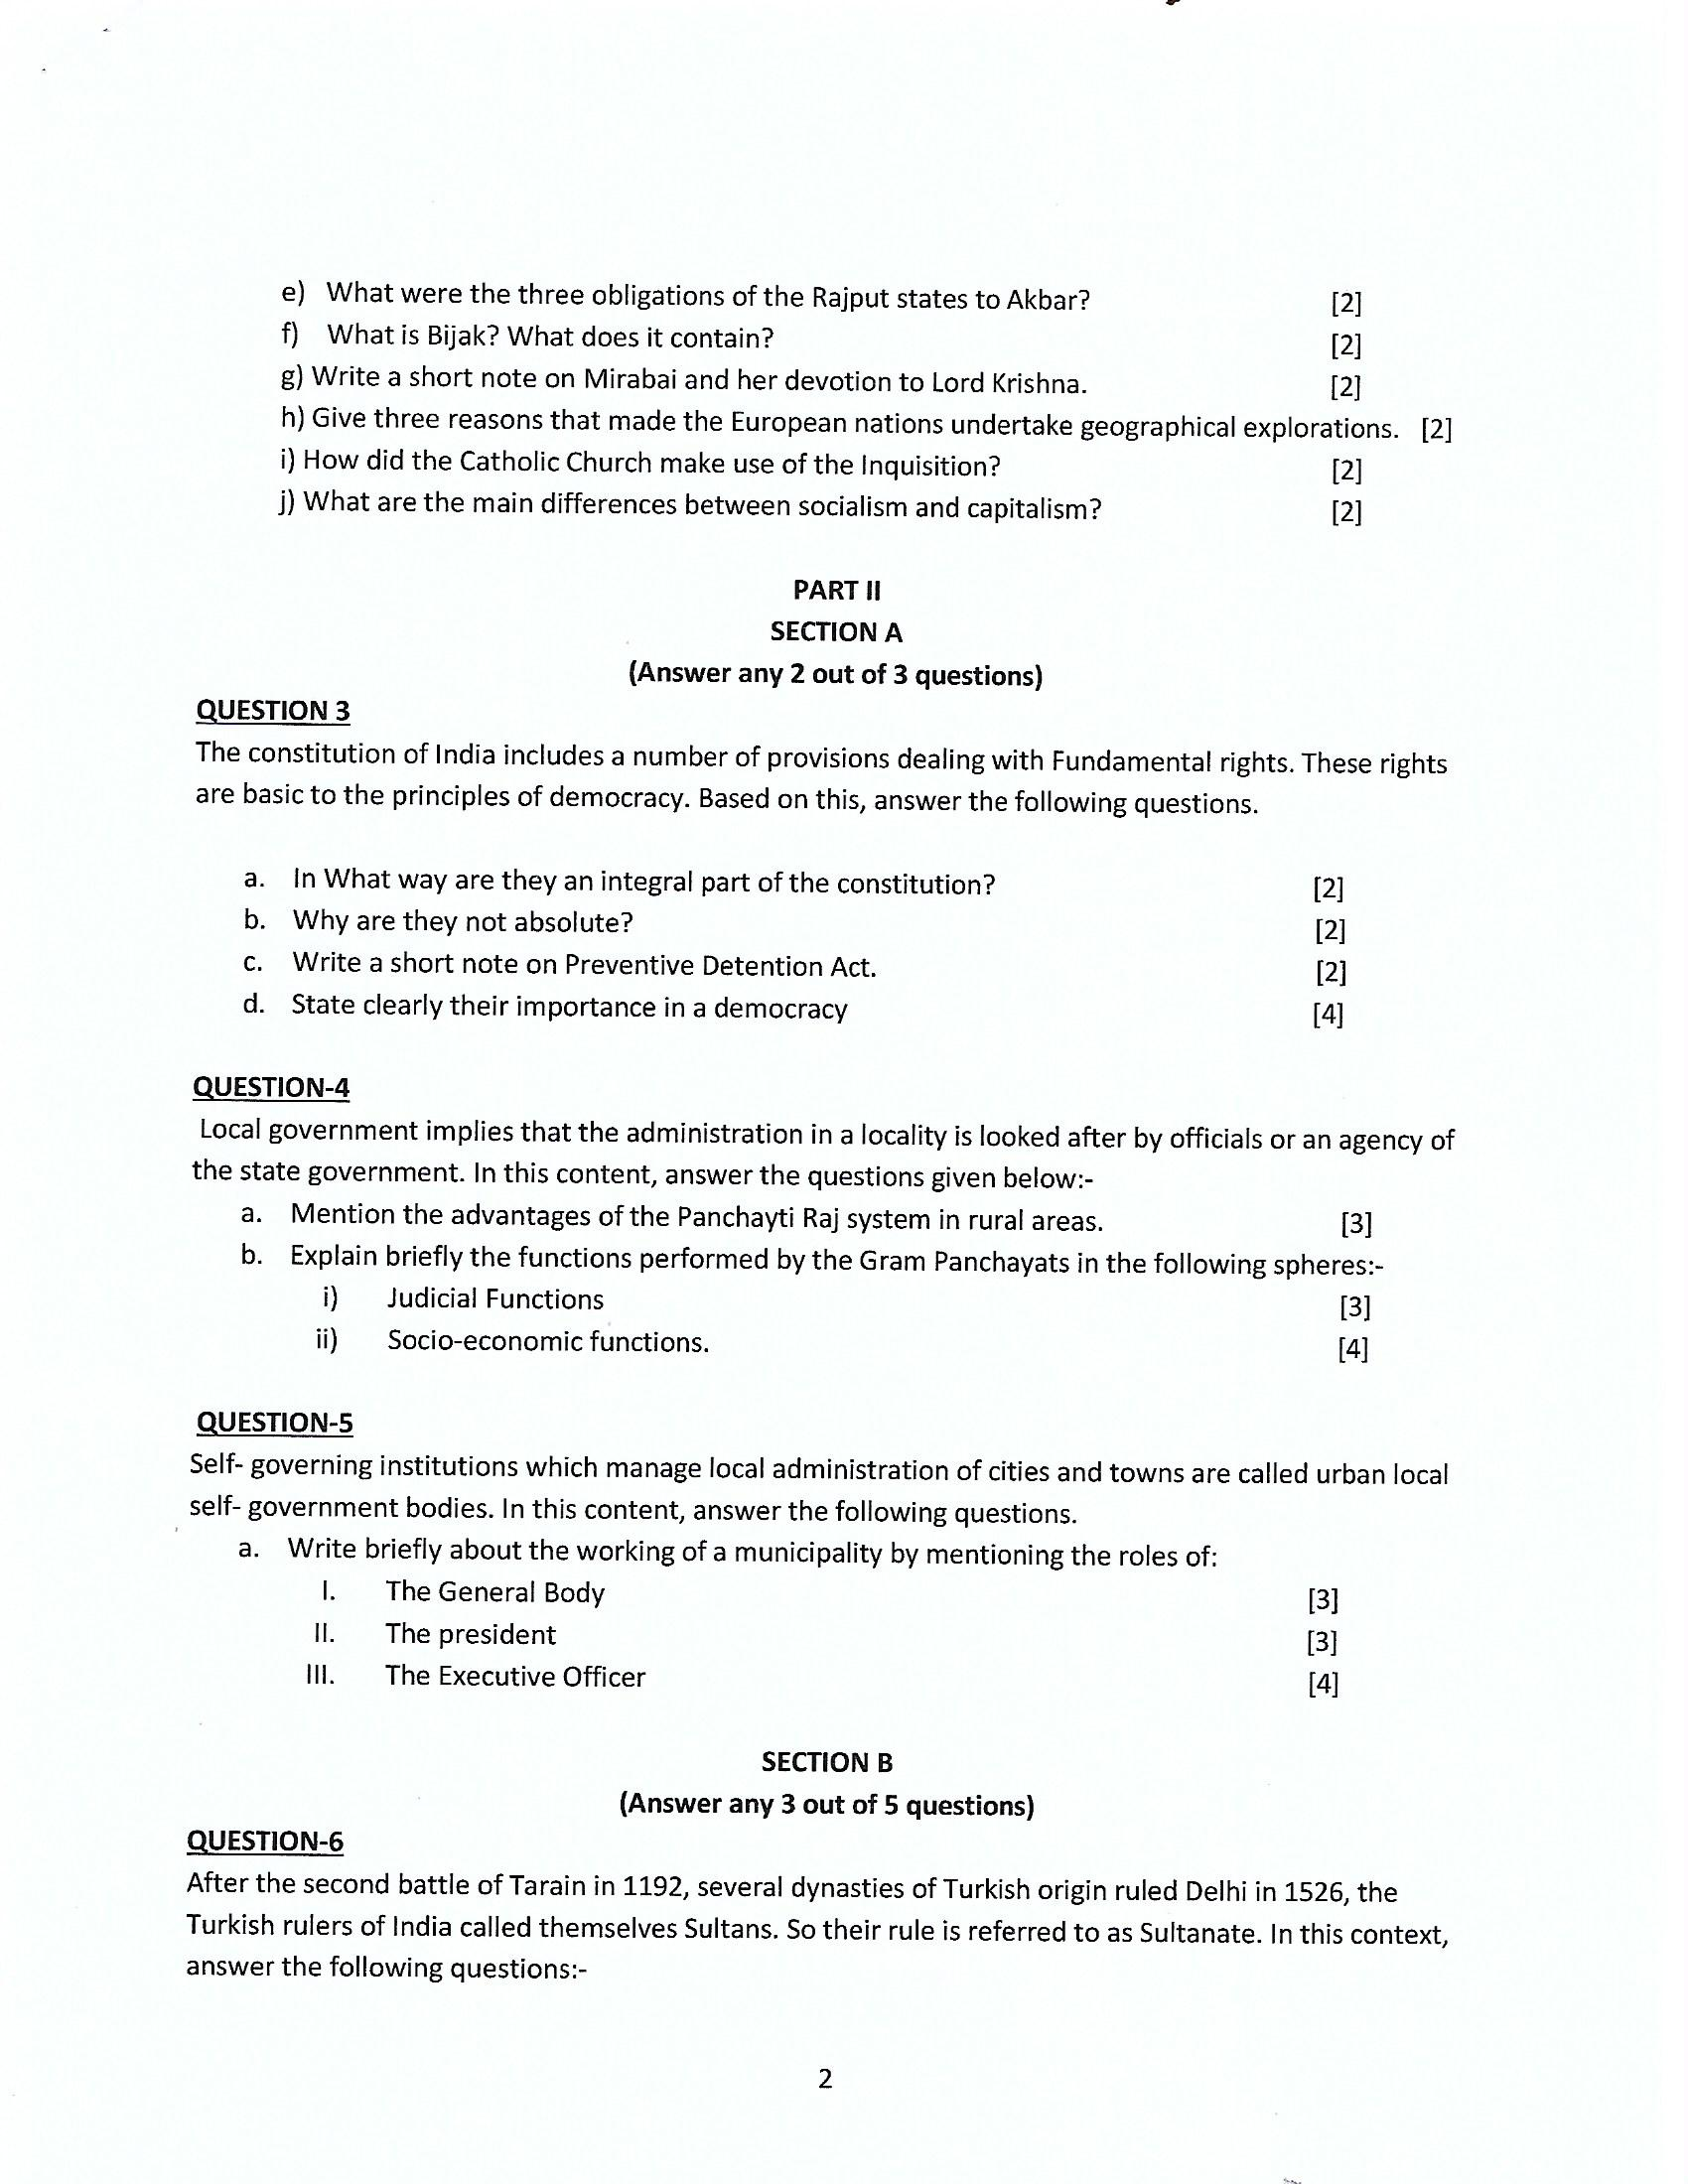 e) What were the three obligations of the Rajput states to Akbar? [2]
f) What is Bijak? What does it contain? [2]
g) Write a short note on Mirabai and her devotion to Lord Krishna. [2]
h) Give three reasons that made the European nations undertake geographical explorations. [2]
i) How did the Catholic Church make use of the Inquisition? [2]
j) What are the main differences between socialism and capitalism? [2]
PART II
SECTION A
(Answer any 2 out of 3 questions)
QUESTION 3
The constitution of India includes a number of provisions dealing with Fundamental rights. These rights
are basic to the principles of democracy. Based on this, answer the following questions.
a. In What way are they an integral part of the constitution? [2]
b. Why are they not absolute? [2]
c. Write a short note on Preventive Detention Act. [2]
d. State clearly their importance in a democracy [4]
QUESTION-4
Local government implies that the administration in a locality is looked after by officials or an agency of
the state government. In this content, answer the questions given below:-
a. Mention the advantages of the Panchayti Raj system in rural areas. [3]
b. Explain briefly the functions performed by the Gram Panchayats in the following spheres:-
i) Judicial Functions [3]
ii) Socio-economic functions. [4]
QUESTION-5
Self- governing institutions which manage local administration of cities and towns are called urban local
self- government bodies. In this content, answer the following questions.
a. Write briefly about the working of a municipality by mentioning the roles of:
I. The General Body [3]
II. The president [3]
III. The Executive Officer [4]
SECTION B
(Answer any 3 out of 5 questions)
QUESTION-6
After the second battle of Tarain in 1192, several dynasties of Turkish origin ruled Delhi in 1526, the
Turkish rulers of India called themselves Sultans. So their rule is referred to as Sultanate. In this context,
answer the following questions:-
2